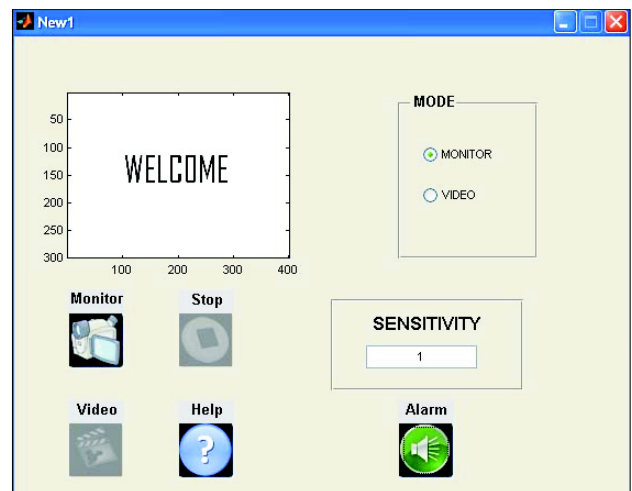 New1
MODE
50
100
150
200
250
300
WELCOME
100 200 300 400
MONITOR
VIDEO
Monitor Stop
SENSITIVITY
1
Video Help Alarm
?